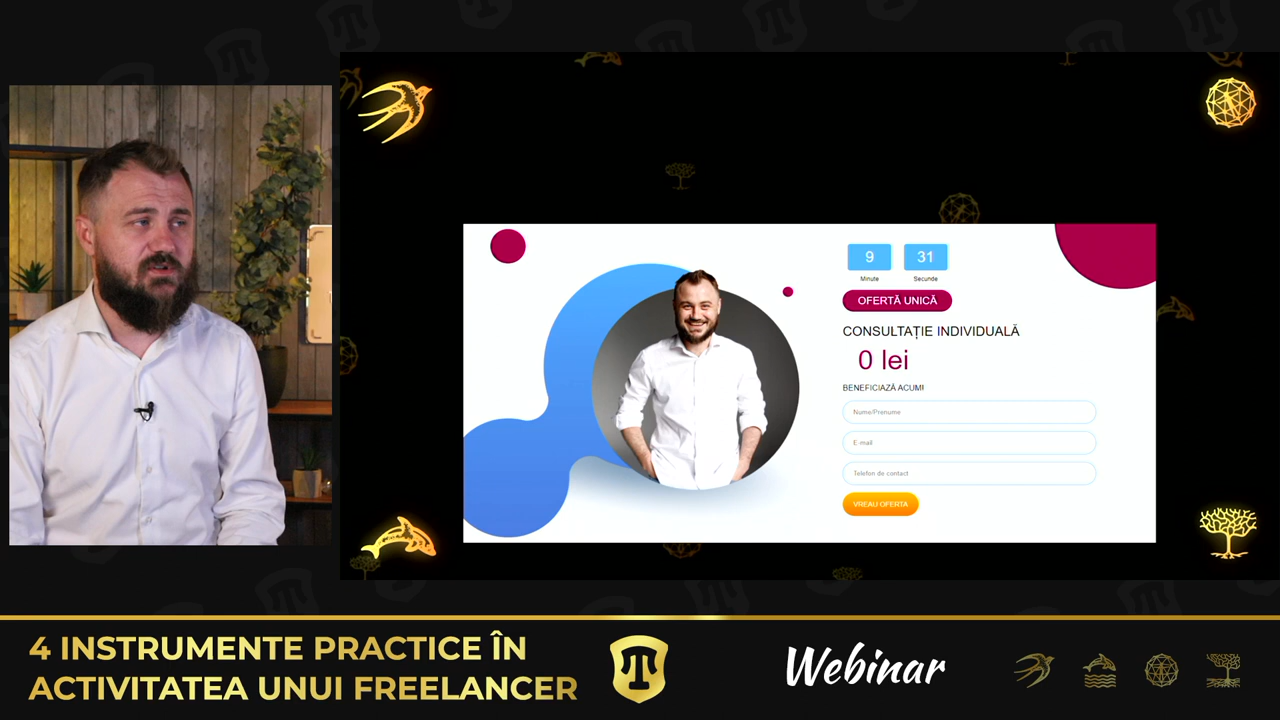 9
31
Minute
Secunde
OFERTĂ UNICĂ
CONSULTAȚIE INDIVIDUALĂ
0 lei
BENEFICIAZĂ ACUM!
Nume/Prenume
E-mail
Telefon de contact
VREAU OFERTA
4 INSTRUMENTE PRACTICE ÎN
ACTIVITATEA UNUI FREELANCER
Webinar